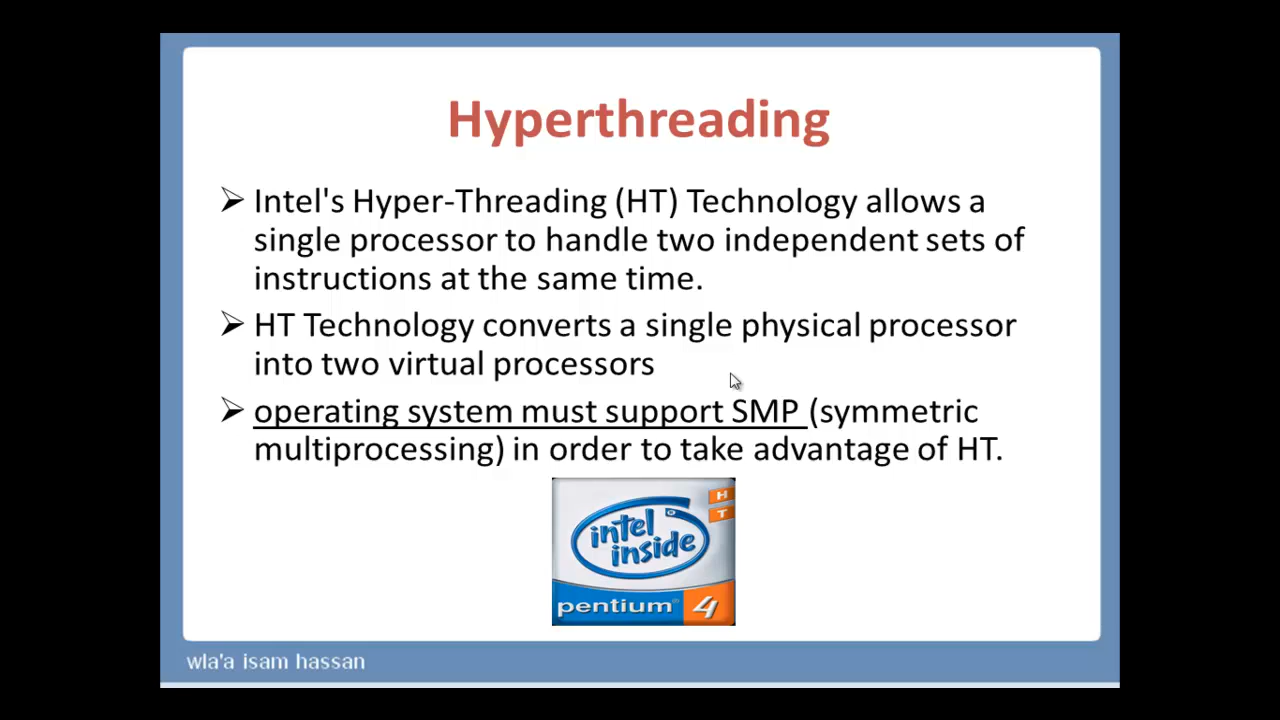 Hyperthreading
➢ Intel's Hyper-Threading (HT) Technology allows a
single processor to handle two independent sets of
instructions at the same time.
➢ HT Technology converts a single physical processor
into two virtual processors
➢ operating system must support SMP (symmetric
multiprocessing) in order to take advantage of HT.
H
T
intel
inside
pentium® 4
wla'a isam hassan